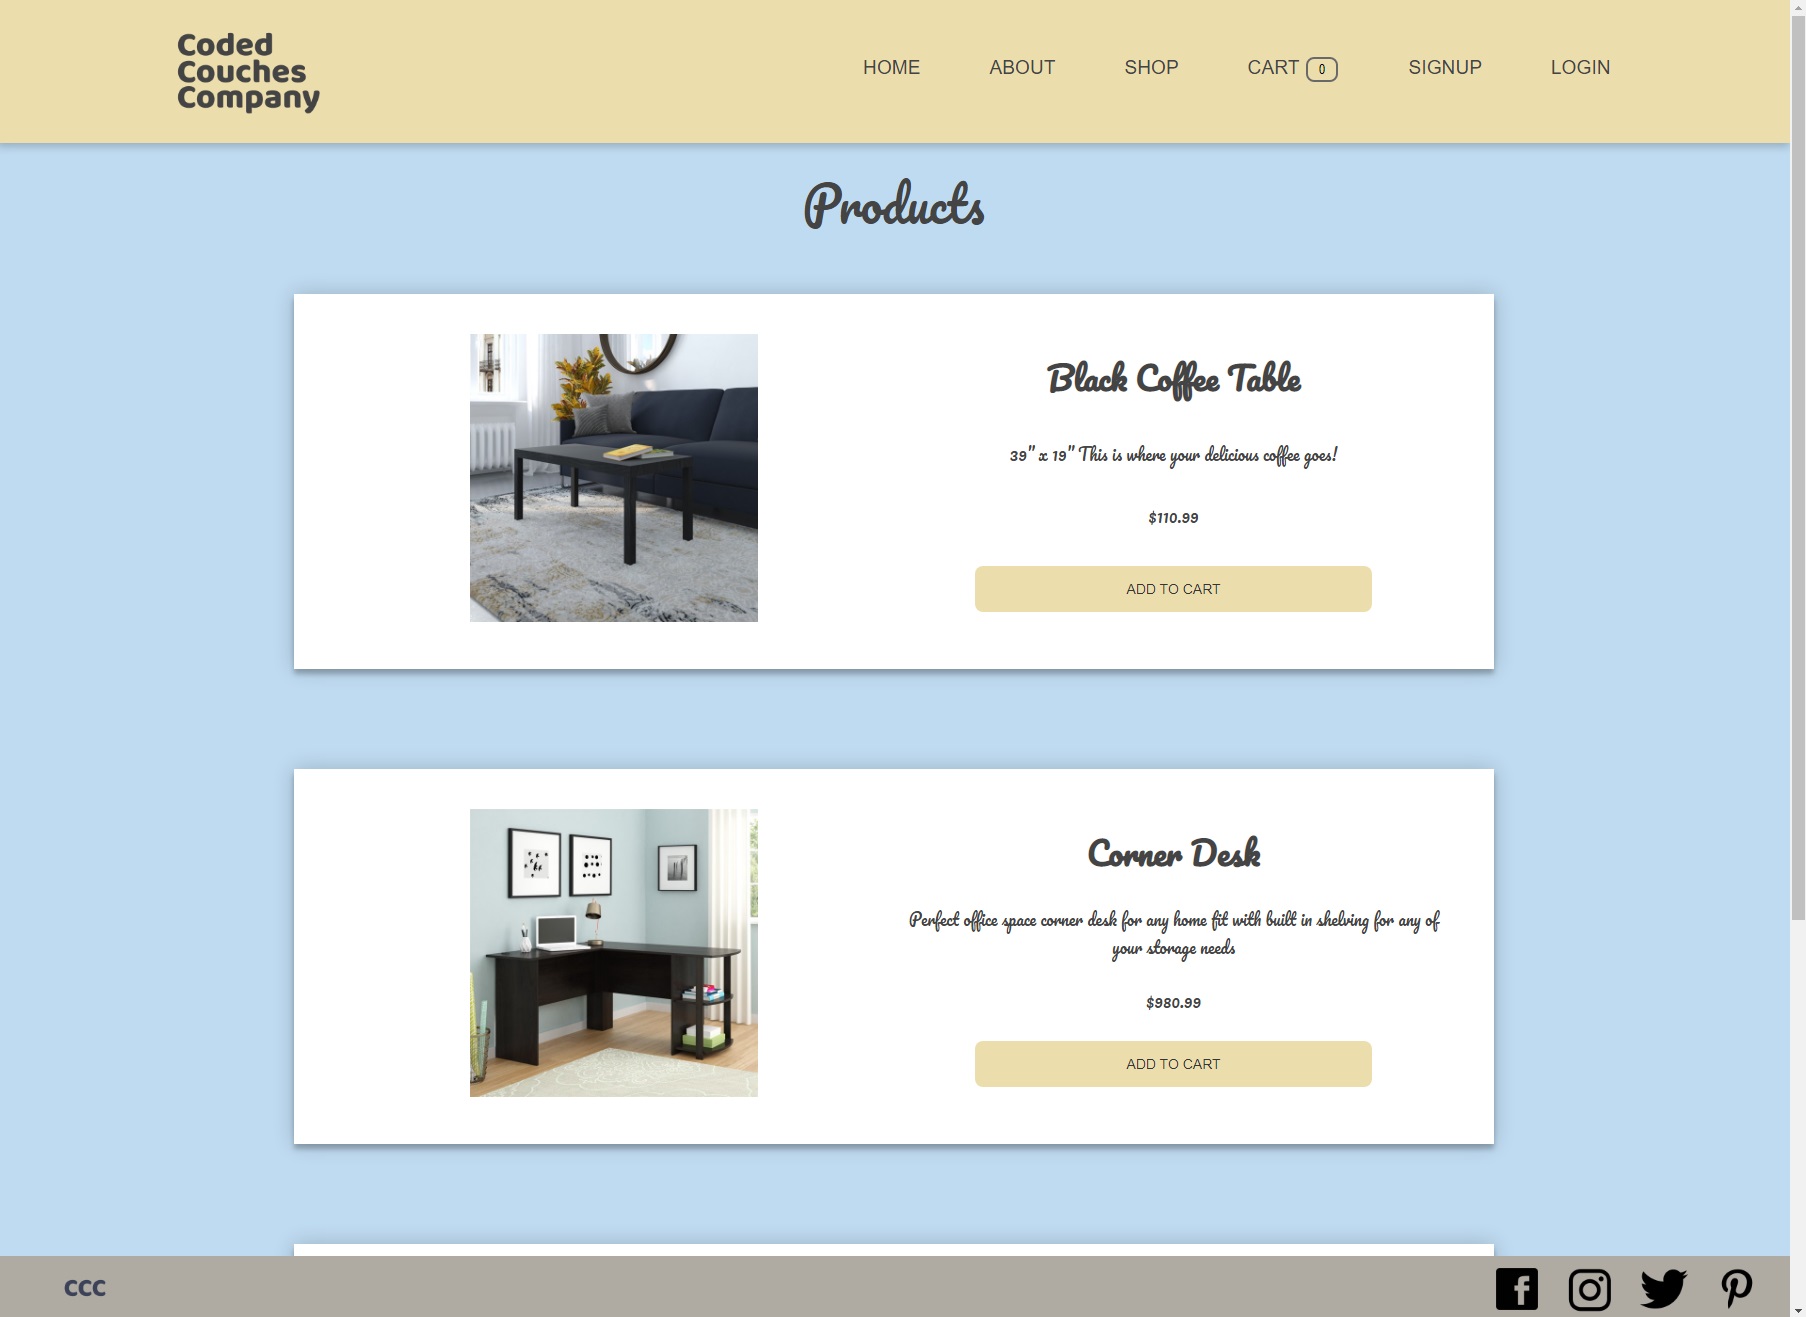 Coded
Couches
Company
HOME ABOUT SHOP CART 0 SIGNUP LOGIN
Products
Black Coffee Table
39" x 19" This is where your delicious coffee goes!
$110.99
ADD TO CART
Corner Desk
Perfect office space corner desk for any home fit with built in shelving for any of
your storage needs
$980.99
ADD TO CART
CCC